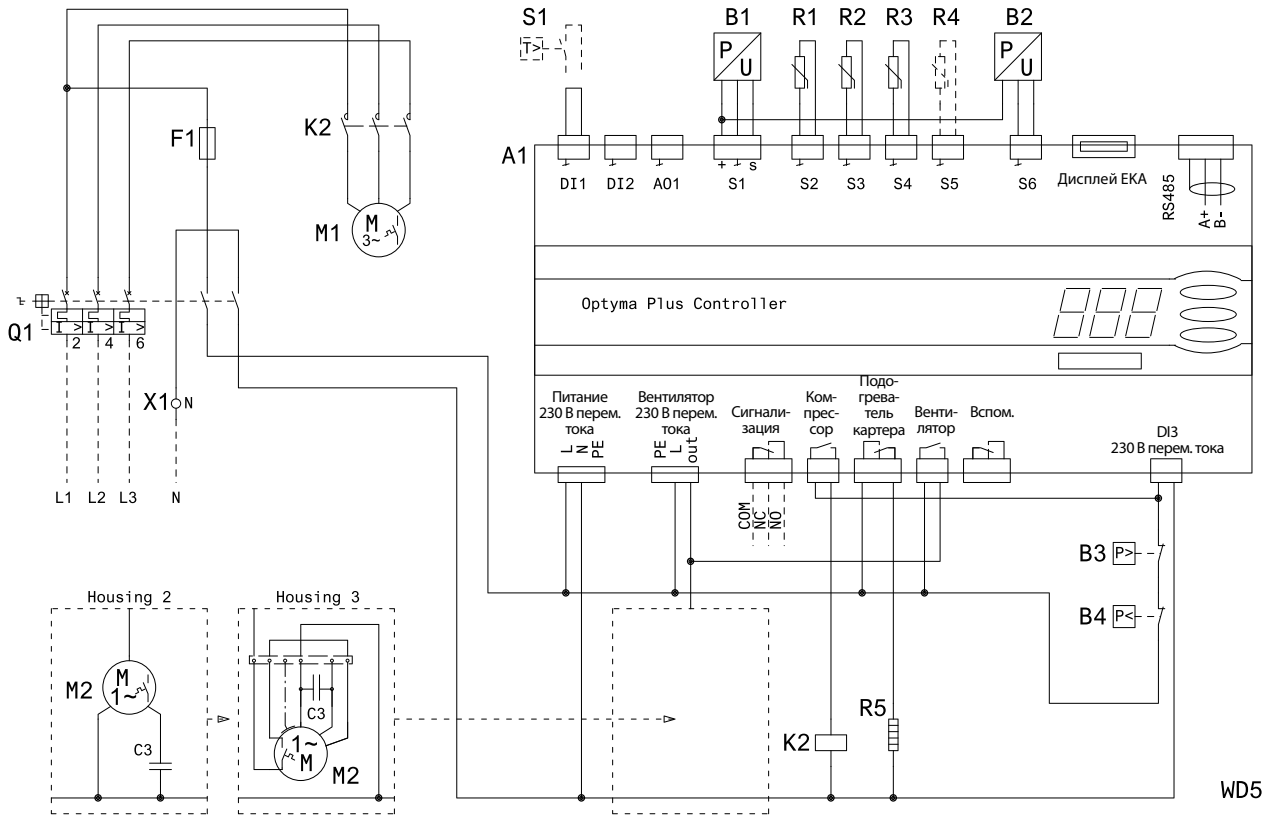 S1
B1
R1
R2
R3
R4
B2
T>
P
U
P
U
F1
K2
A1
+
S
DI1
DI2
AO1
S1
S2
S3
S4
S5
S6
Дисплей EKA
RS485
A+
B-
M1
M
3~
Optyma Plus Controller
Q1
I >
I >
I >
2
4
6
X1
N
L1
L2
L3
N
Питание
230 В перем.
тока
L
N
PE
Вентилятор
230 В перем.
тока
PE
L
out
Сигнали-
зация
Ком-
прес-
сор
Подо-
грева-
тель
картера
Венти-
лятор
Вспом.
DI3
230 В перем. тока
COM
NC
NO
B3
P>
B4
P<
Housing 2
Housing 3
M2
M
1~
C3
C3
1~
M
M2
K2
R5
WD5